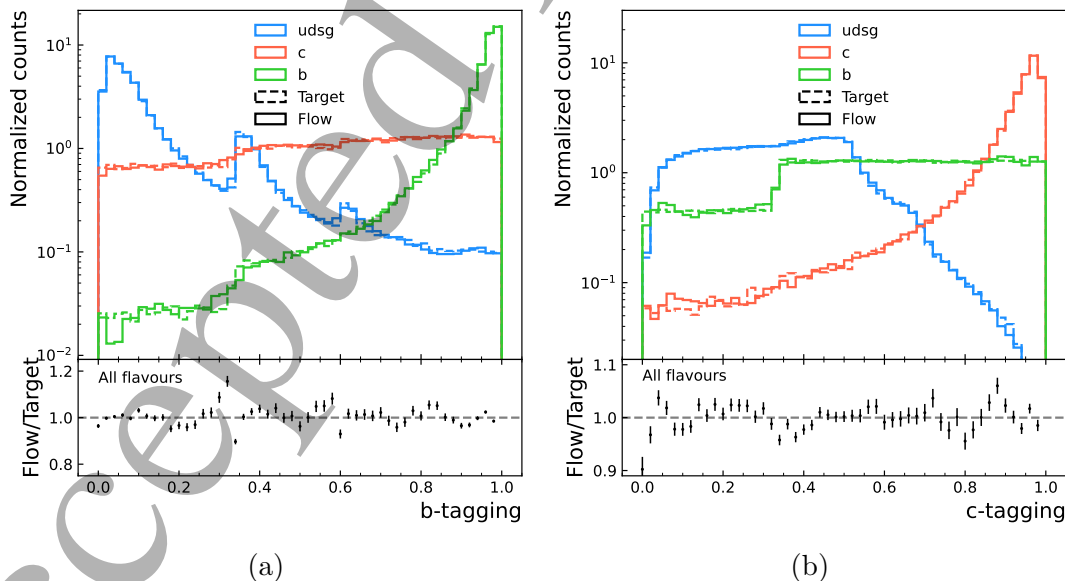 Normalized counts
10¹
10⁰
10⁻¹
10⁻²
udsg
c
b
Target
Flow
Flow/Target
1.2
1.0
0.8
All flavours
0.0 0.2 0.4 0.6 0.8 1.0
b-tagging
(a)
Normalized counts
10¹
10⁰
10⁻¹
udsg
c
b
Target
Flow
Flow/Target
1.1
1.0
0.9
All flavours
0.0 0.2 0.4 0.6 0.8 1.0
c-tagging
(b)